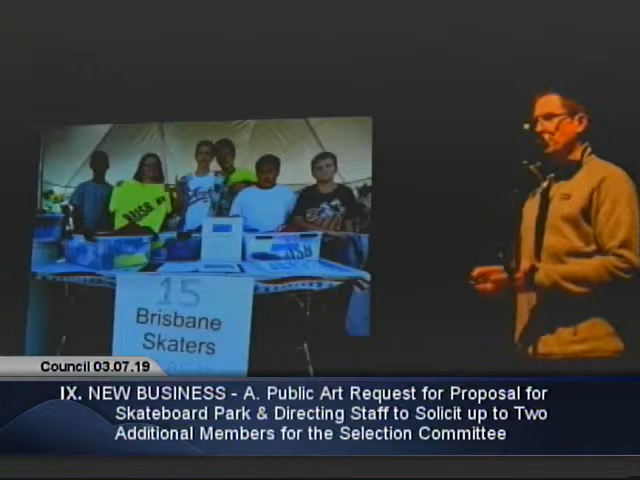 15
Brisbane
Skaters
Council 03.07.19
IX. NEW BUSINESS - A. Public Art Request for Proposal for
Skateboard Park & Directing Staff to Solicit up to Two
Additional Members for the Selection Committee